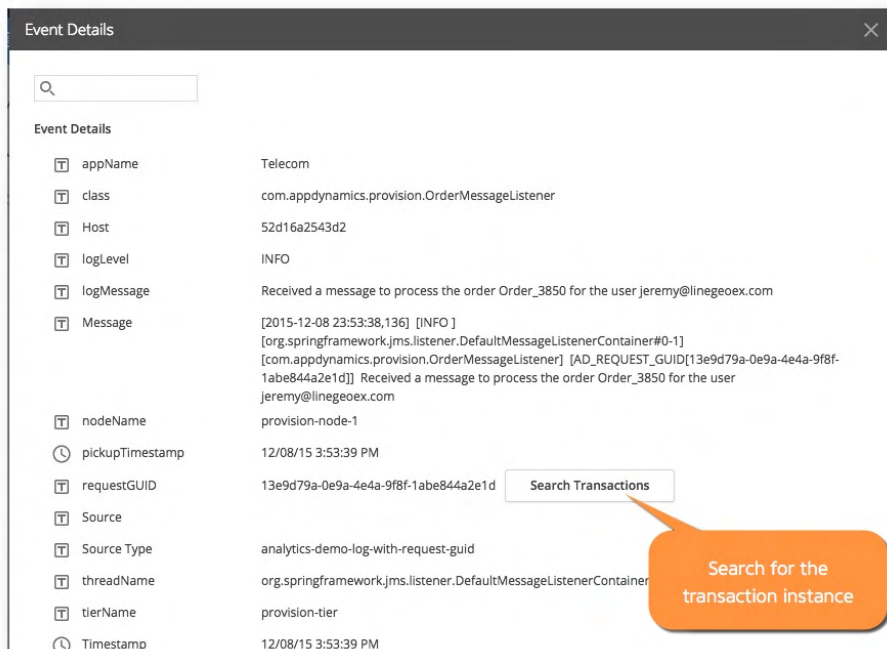 Event Details
Event Details
appName Telecom
class com.appdynamics.provision.OrderMessageListener
Host 52d16a2543d2
logLevel INFO
logMessage Received a message to process the order Order_3850 for the user jeremy@linegeoex.com
Message [2015-12-08 23:53:38,136] [INFO ]
[org.springframework.jms.listener.DefaultMessageListenerContainer#0-1]
[com.appdynamics.provision.OrderMessageListener] [AD_REQUEST_GUID[13e9d79a-0e9a-4e4a-9f8f-
1abe844a2e1d]] Received a message to process the order Order_3850 for the user
jeremy@linegeoex.com
nodeName provision-node-1
pickupTimestamp 12/08/15 3:53:39 PM
requestGUID 13e9d79a-0e9a-4e4a-9f8f-1abe844a2e1d Search Transactions
Source
Source Type analytics-demo-log-with-request-guid
threadName org.springframework.jms.listener.DefaultMessageListenerContainer
tierName provision-tier
Timestamp 12/08/15 3:53:39 PM
Search for the
transaction instance